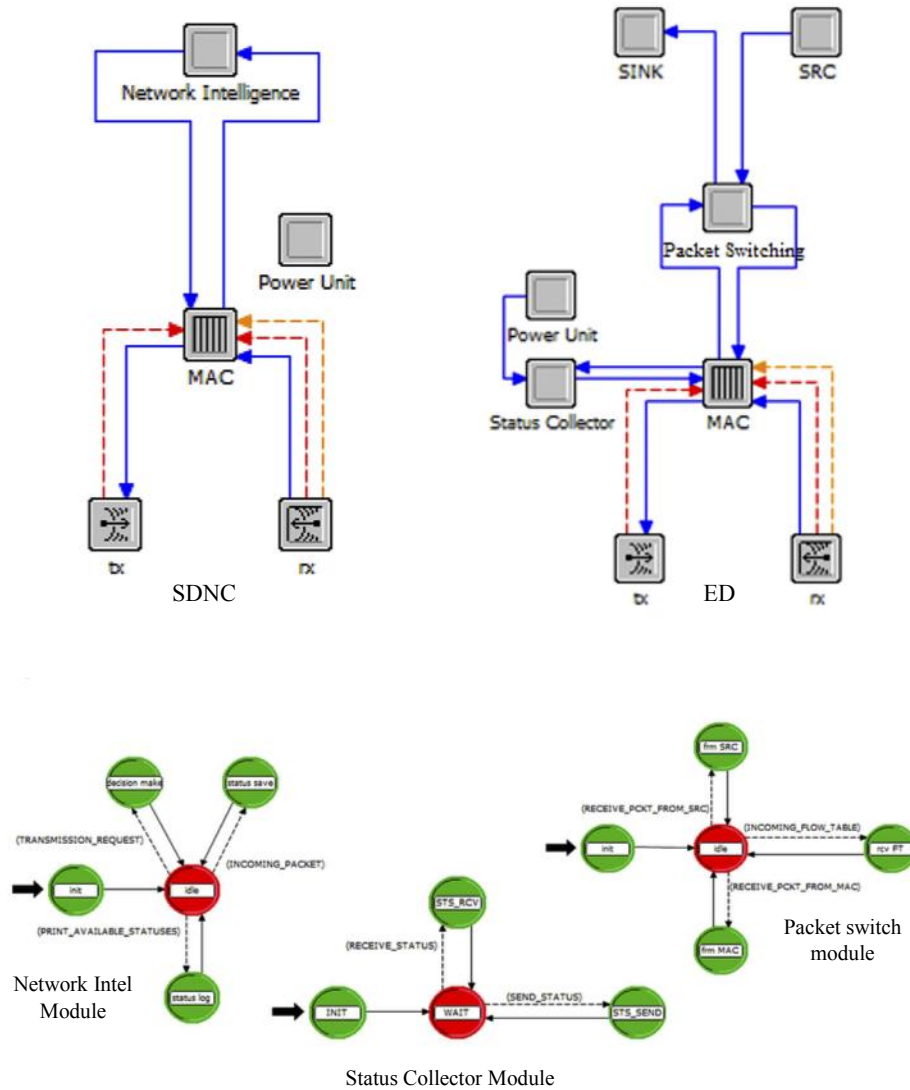 Network Intelligence
Power Unit
MAC
tx
rx
SDNC
SINK
SRC
Packet Switching
Power Unit
Status Collector
MAC
tx
rx
ED
decision make
status save
(TRANSMISSION_REQUEST)
(INCOMING_PACKET)
init
idle
(PRINT_AVAILABLE_STATUSES)
status log
Network Intel
Module
STS_RCV
(RECEIVE_STATUS)
INIT
WAIT
(SEND_STATUS)
STS_SEND
Status Collector Module
frm SRC
(RECEIVE_PCKT_FROM_SRC)
(INCOMING_FLOW_TABLE)
init
idle
rcv FT
(RECEIVE_PCKT_FROM_MAC)
frm MAC
Packet switch
module